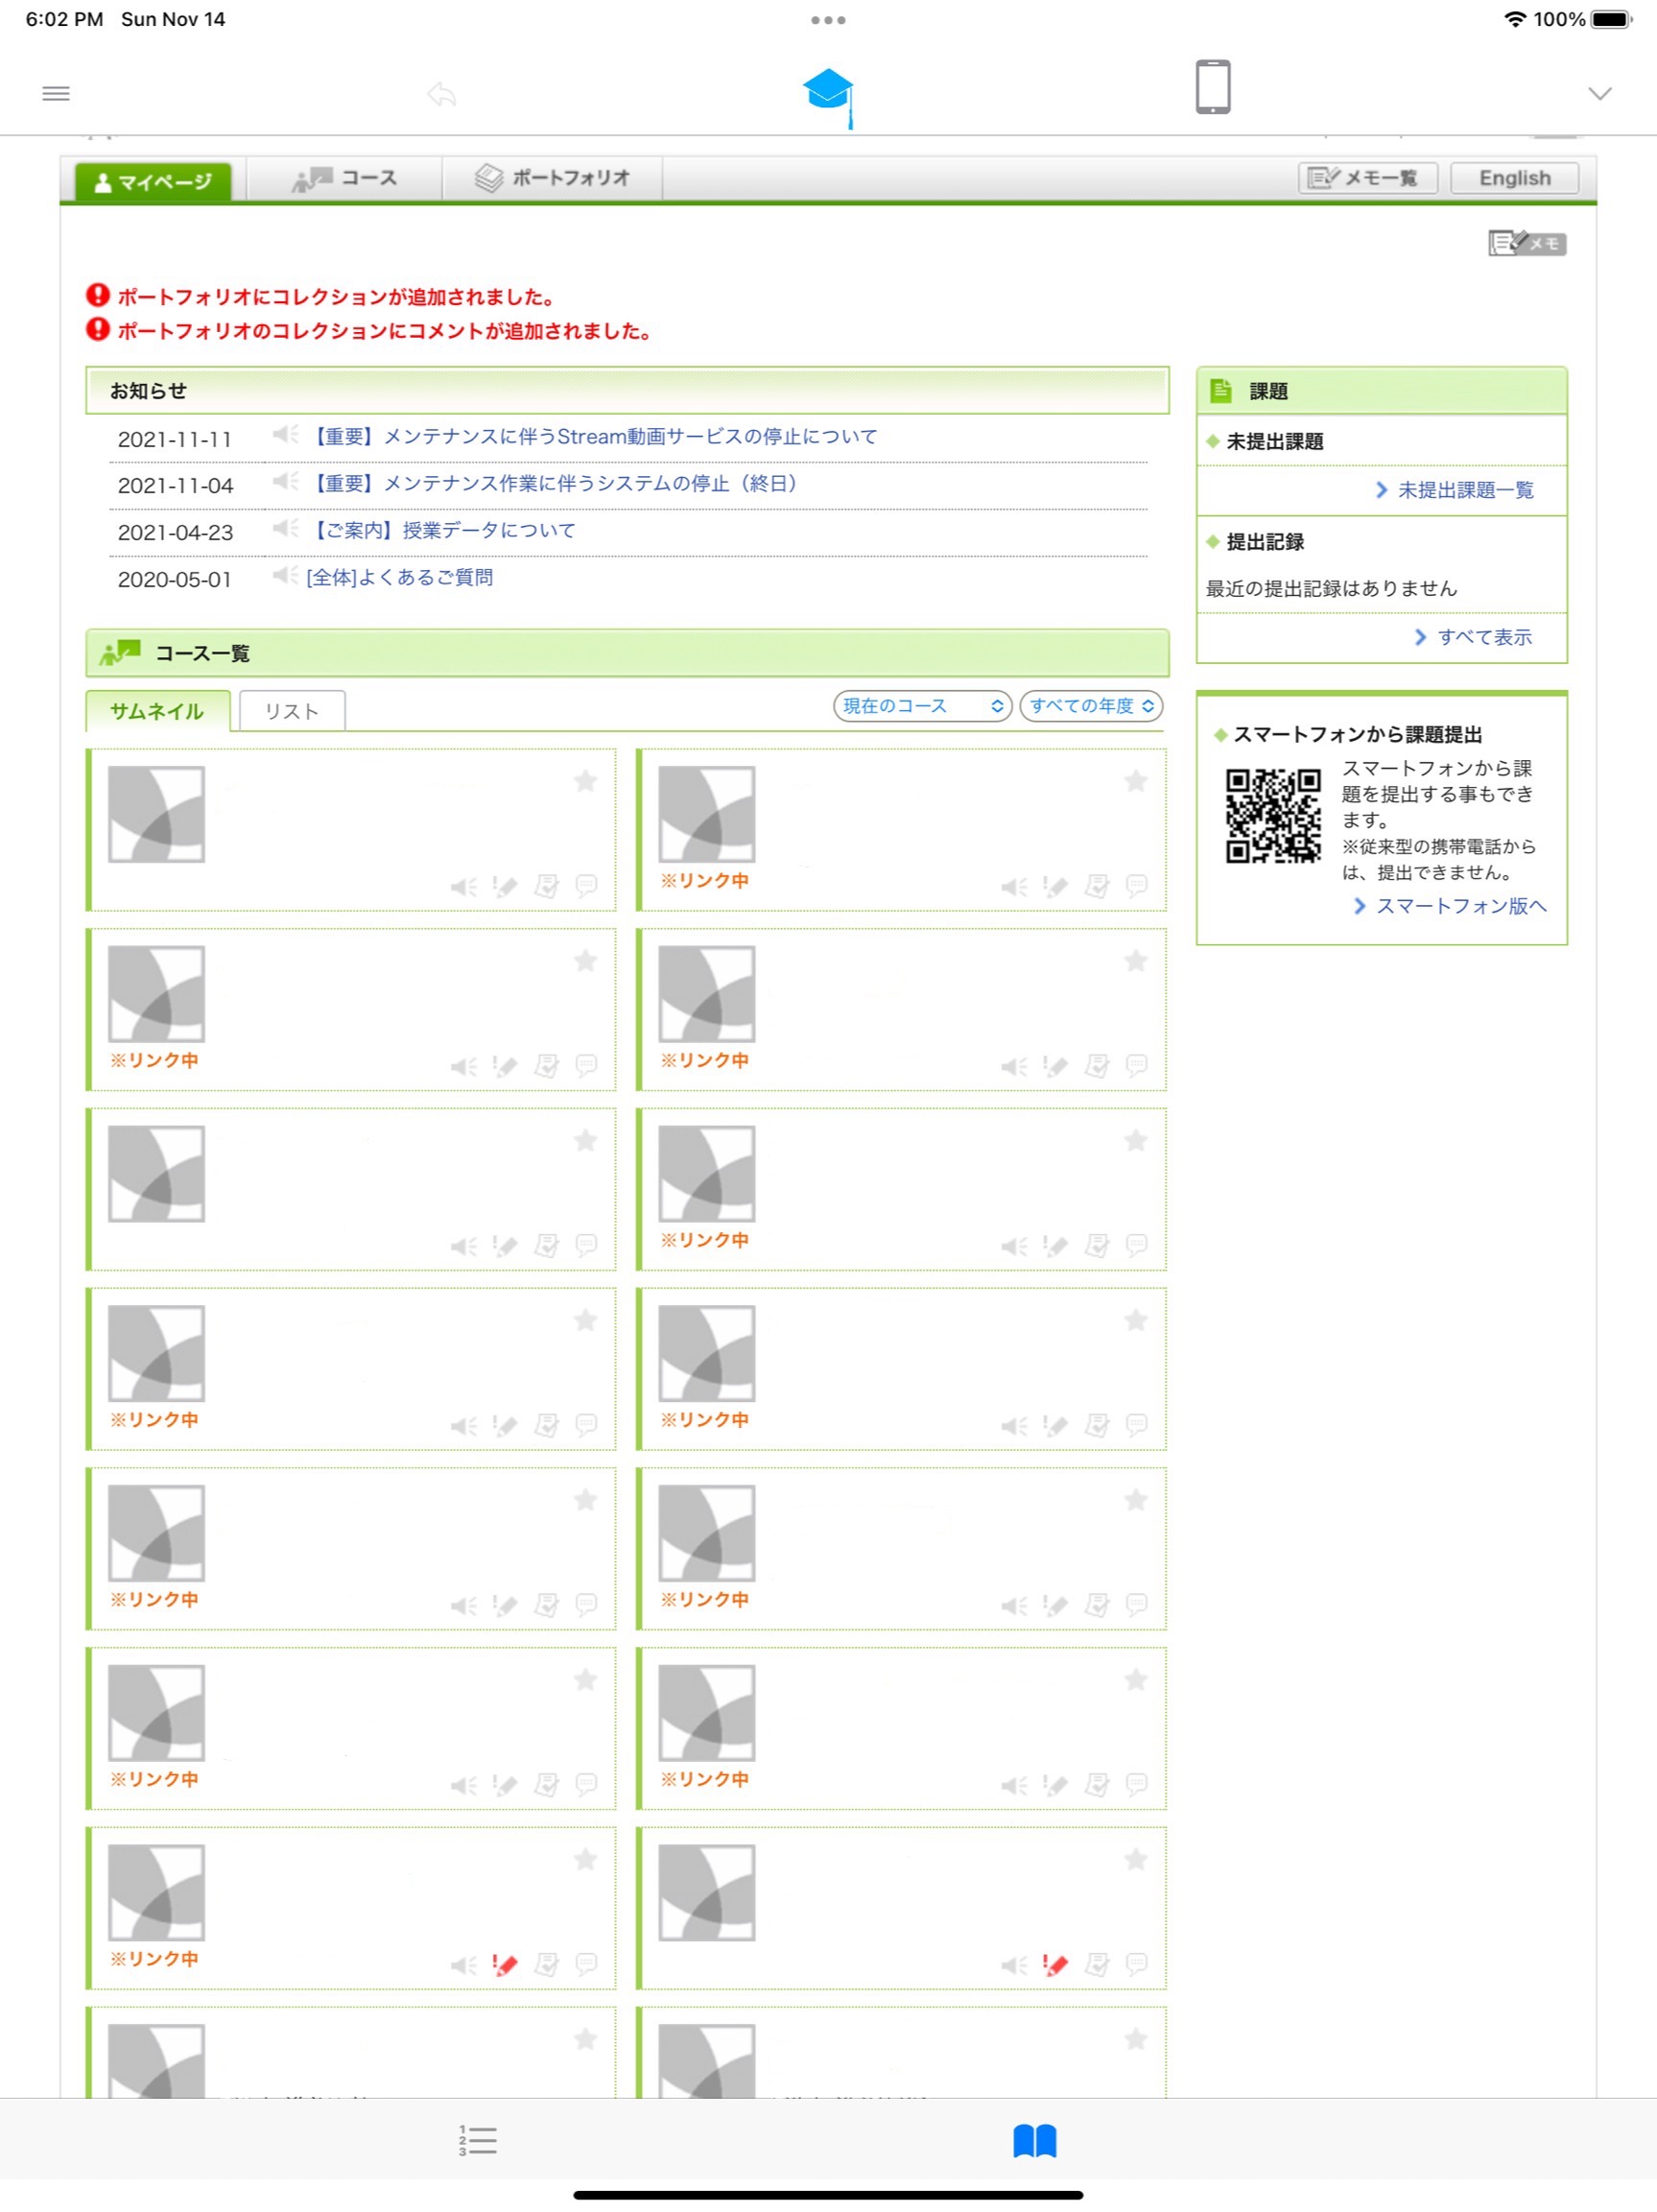 6:02 PM Sun Nov 14
100%
マイページ
コース
ポートフォリオ
メモ一覧
English
メモ
ポートフォリオにコレクションが追加されました。
ポートフォリオのコレクションにコメントが追加されました。
お知らせ
2021-11-11 【重要】メンテナンスに伴うStream動画サービスの停止について
2021-11-04 【重要】メンテナンス作業に伴うシステムの停止（終日）
2021-04-23 【ご案内】授業データについて
2020-05-01 [全体]よくあるご質問
課題
未提出課題
未提出課題一覧
提出記録
最近の提出記録はありません
すべて表示
コース一覧
サムネイル
リスト
現在のコース
すべての年度
スマートフォンから課題提出
スマートフォンから課
題を提出する事もでき
ます。
※従来型の携帯電話から
は、提出できません。
スマートフォン版へ
※リンク中
※リンク中
※リンク中
※リンク中
※リンク中
※リンク中
※リンク中
※リンク中
※リンク中
※リンク中
※リンク中
1
2
3